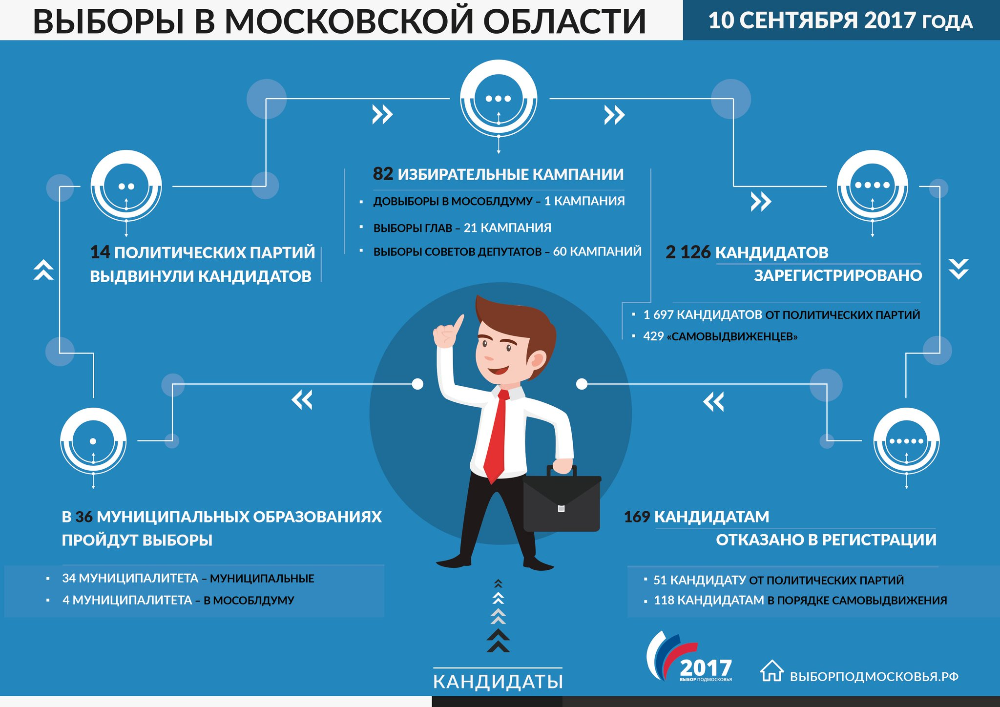 ВЫБОРЫ В МОСКОВСКОЙ ОБЛАСТИ
10 СЕНТЯБРЯ 2017 ГОДА
82 ИЗБИРАТЕЛЬНЫЕ КАМПАНИИ
ДОВЫБОРЫ В МОСОБЛДУМУ – 1 КАМПАНИЯ
ВЫБОРЫ ГЛАВ – 21 КАМПАНИЯ
ВЫБОРЫ СОВЕТОВ ДЕПУТАТОВ – 60 КАМПАНИЙ
14 ПОЛИТИЧЕСКИХ ПАРТИЙ
ВЫДВИНУЛИ КАНДИДАТОВ
2 126 КАНДИДАТОВ
ЗАРЕГИСТРИРОВАНО
1 697 КАНДИДАТОВ ОТ ПОЛИТИЧЕСКИХ ПАРТИЙ
429 «САМОВЫДВИЖЕНЦЕВ»
В 36 МУНИЦИПАЛЬНЫХ ОБРАЗОВАНИЯХ
ПРОЙДУТ ВЫБОРЫ
34 МУНИЦИПАЛИТЕТА – МУНИЦИПАЛЬНЫЕ
4 МУНИЦИПАЛИТЕТА – В МОСОБЛДУМУ
169 КАНДИДАТАМ
ОТКАЗАНО В РЕГИСТРАЦИИ
51 КАНДИДАТУ ОТ ПОЛИТИЧЕСКИХ ПАРТИЙ
118 КАНДИДАТАМ В ПОРЯДКЕ САМОВЫДВИЖЕНИЯ
КАНДИДАТЫ
2017
ВЫБОР ПОДМОСКОВЬЯ
ВЫБОРПОДМОСКОВЬЯ.РФ